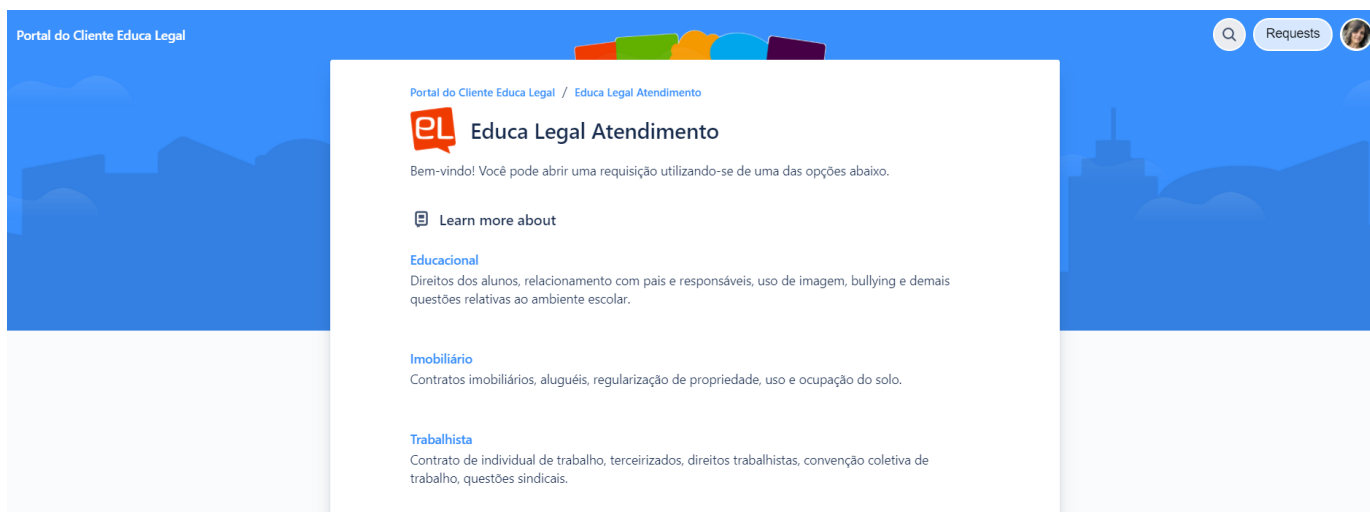 Portal do Cliente Educa Legal
Requests
Portal do Cliente Educa Legal / Educa Legal Atendimento
eL
Educa Legal Atendimento
Bem-vindo! Você pode abrir uma requisição utilizando-se de uma das opções abaixo.
Learn more about
Educacional
Direitos dos alunos, relacionamento com pais e responsáveis, uso de imagem, bullying e demais
questões relativas ao ambiente escolar.
Imobiliário
Contratos imobiliários, aluguéis, regularização de propriedade, uso e ocupação do solo.
Trabalhista
Contrato de individual de trabalho, terceirizados, direitos trabalhistas, convenção coletiva de
trabalho, questões sindicais.